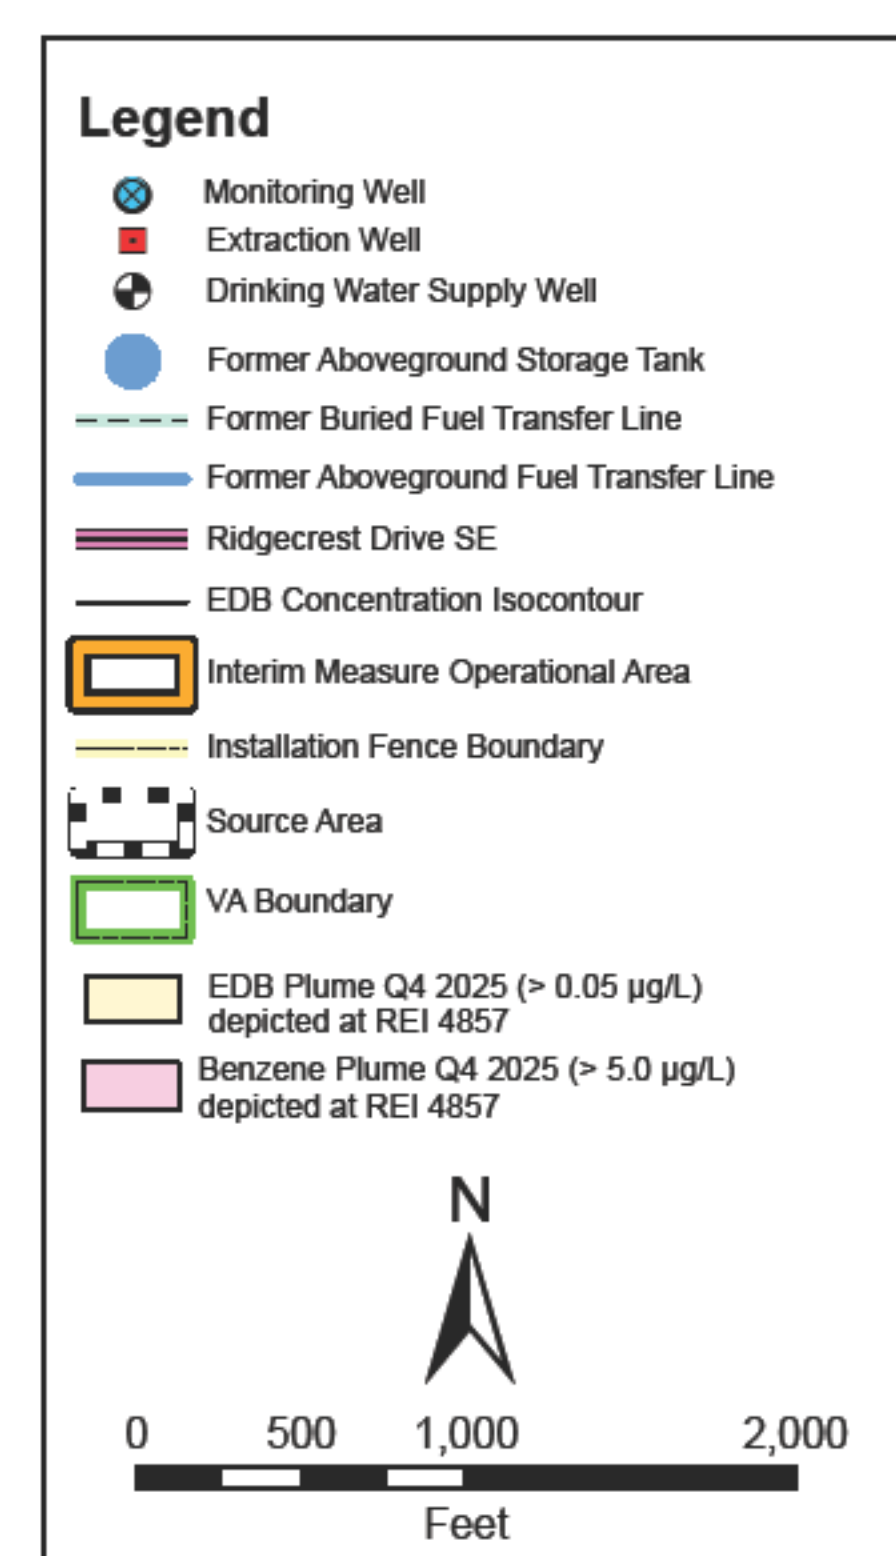 Legend
Monitoring Well
Extraction Well
Drinking Water Supply Well
Former Aboveground Storage Tank
Former Buried Fuel Transfer Line
Former Aboveground Fuel Transfer Line
Ridgecrest Drive SE
EDB Concentration Isocontour
Interim Measure Operational Area
Installation Fence Boundary
Source Area
VA Boundary
EDB Plume Q4 2025 (> 0.05 µg/L)
depicted at REI 4857
Benzene Plume Q4 2025 (> 5.0 µg/L)
depicted at REI 4857
N
0 500 1,000 2,000
Feet